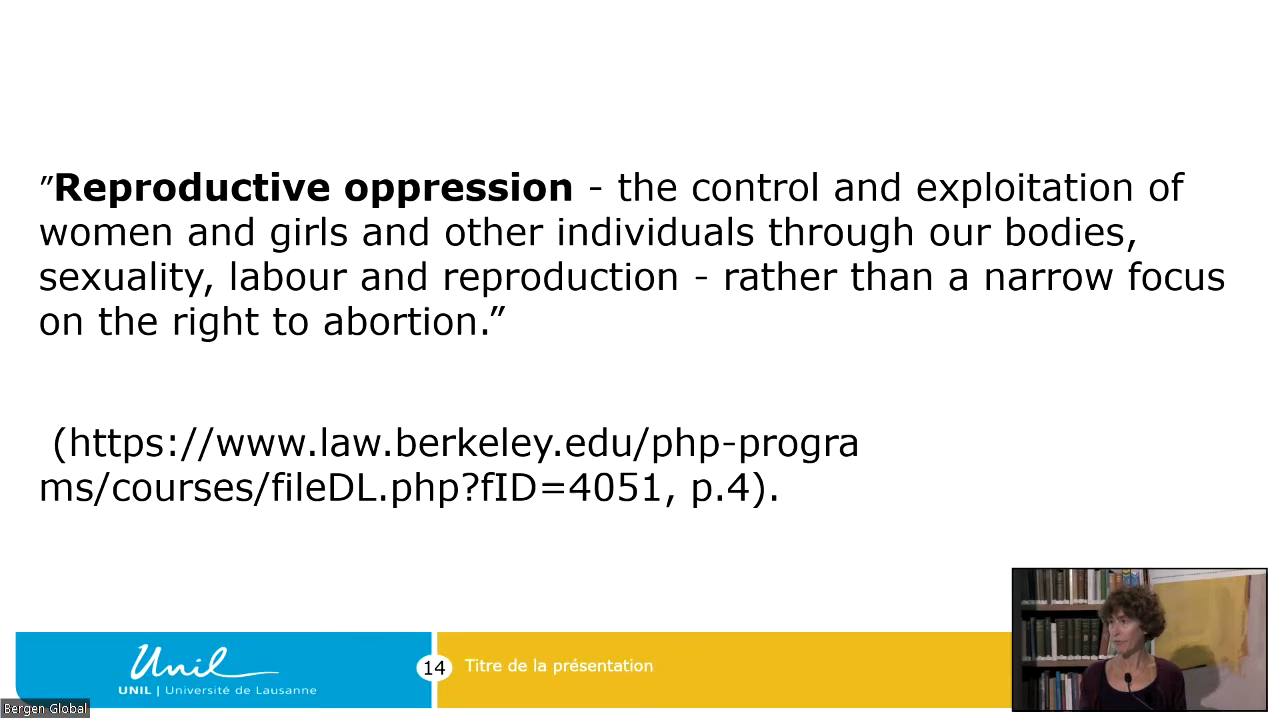 ”Reproductive oppression - the control and exploitation of
women and girls and other individuals through our bodies,
sexuality, labour and reproduction - rather than a narrow focus
on the right to abortion.”
(https://www.law.berkeley.edu/php-progra
ms/courses/fileDL.php?fID=4051, p.4).
Unil
UNIL | Université de Lausanne
14
Titre de la présentation
Bergen Global